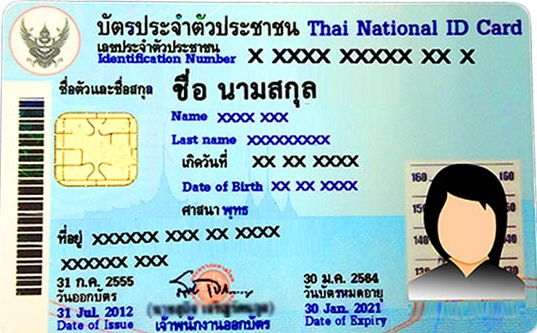 บัตรประจำตัวประชาชน Thai National ID Card
เลขประจำตัวประชาชน
Identification Number X XXXX XXXXX XX X
ชื่อตัวและชื่อสกุล ชื่อ นามสกุล
Name XXXX XXX
Last name XXXXXXXXX
เกิดวันที่ XX XX XXXX
Date of Birth XX XX XXXX
ศาสนา พุทธ
ที่อยู่ XXXXXXX XXX XX XXXX
XXXXXX XXX
160 160
150
140
130
120
31 ก.ค. 2555
วันออกบัตร
31 Jul. 2012
Date of Issue
เจ้าพนักงานออกบัตร
30 ม.ค. 2564
วันบัตรหมดอายุ
30 Jan. 2021
Date of Expiry